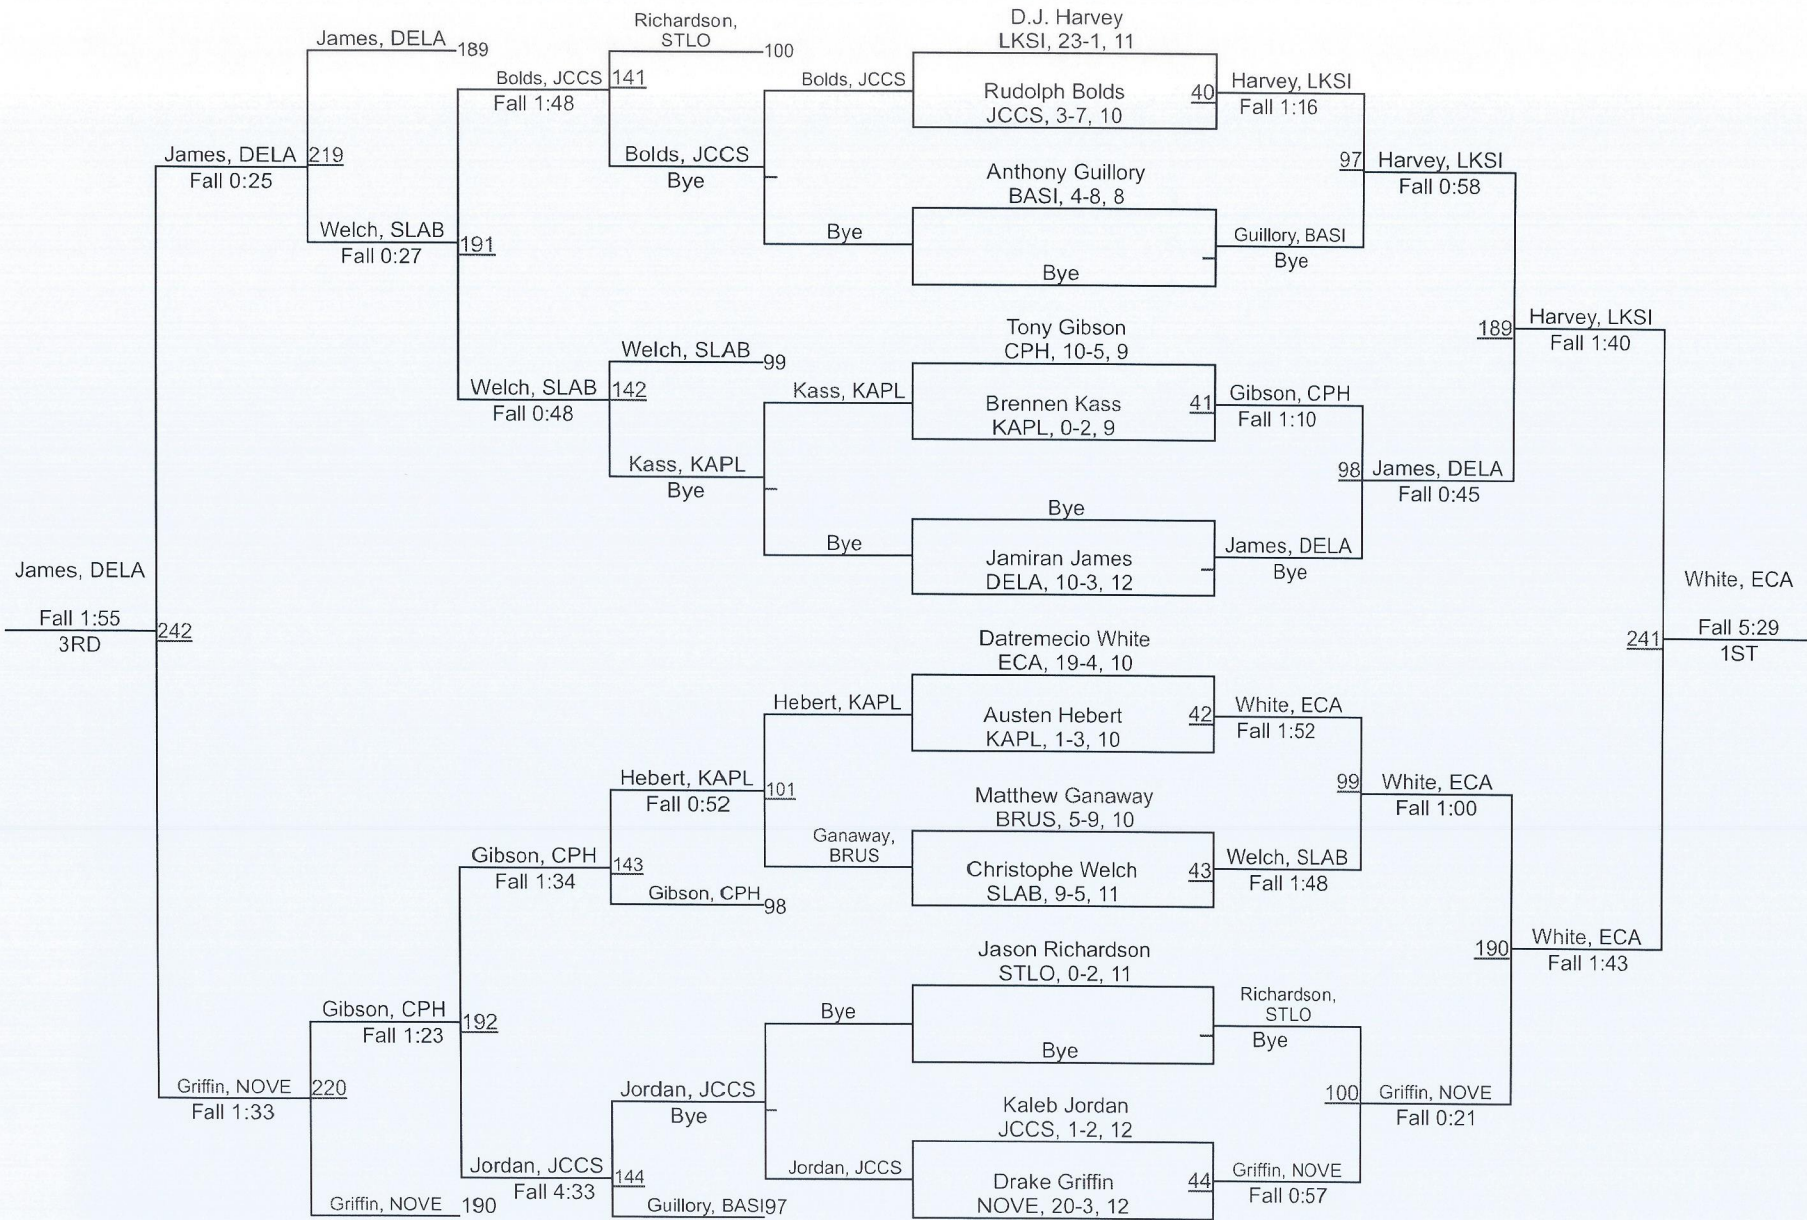 James, DELA
189
Bolds, JCCS
Fall 1:48
Richardson,
STLO
100
141
Bolds, JCCS
Bye
Bolds, JCCS
D.J. Harvey
LKSI, 23-1, 11
Rudolph Bolds
JCCS, 3-7, 10
40
Harvey, LKSI
Fall 1:16
James, DELA
Fall 0:25
219
Welch, SLAB
Fall 0:27
191
Bye
Anthony Guillory
BASI, 4-8, 8
Bye
Guillory, BASI
Bye
97
Harvey, LKSI
Fall 0:58
Welch, SLAB
Fall 0:48
Welch, SLAB
99
142
Kass, KAPL
Bye
Kass, KAPL
Tony Gibson
CPH, 10-5, 9
Brennen Kass
KAPL, 0-2, 9
41
Gibson, CPH
Fall 1:10
189
Harvey, LKSI
Fall 1:40
98
James, DELA
Fall 0:45
Bye
Bye
Jamiran James
DELA, 10-3, 12
James, DELA
Bye
James, DELA
Fall 1:55
3RD
242
White, ECA
Fall 5:29
1ST
241
Datremecio White
ECA, 19-4, 10
Austen Hebert
KAPL, 1-3, 10
Hebert, KAPL
42
White, ECA
Fall 1:52
Hebert, KAPL
Fall 0:52
101
99
White, ECA
Fall 1:00
Ganaway,
BRUS
Matthew Ganaway
BRUS, 5-9, 10
Christophe Welch
SLAB, 9-5, 11
43
Welch, SLAB
Fall 1:48
Gibson, CPH
Fall 1:34
143
Gibson, CPH
98
190
White, ECA
Fall 1:43
Gibson, CPH
Fall 1:23
192
Bye
Jason Richardson
STLO, 0-2, 11
Bye
Richardson,
STLO
Bye
Griffin, NOVE
Fall 1:33
220
Jordan, JCCS
Bye
100
Griffin, NOVE
Fall 0:21
Jordan, JCCS
Fall 4:33
144
Jordan, JCCS
Kaleb Jordan
JCCS, 1-2, 12
Drake Griffin
NOVE, 20-3, 12
44
Griffin, NOVE
Fall 0:57
Griffin, NOVE
190
Guillory, BASI
97